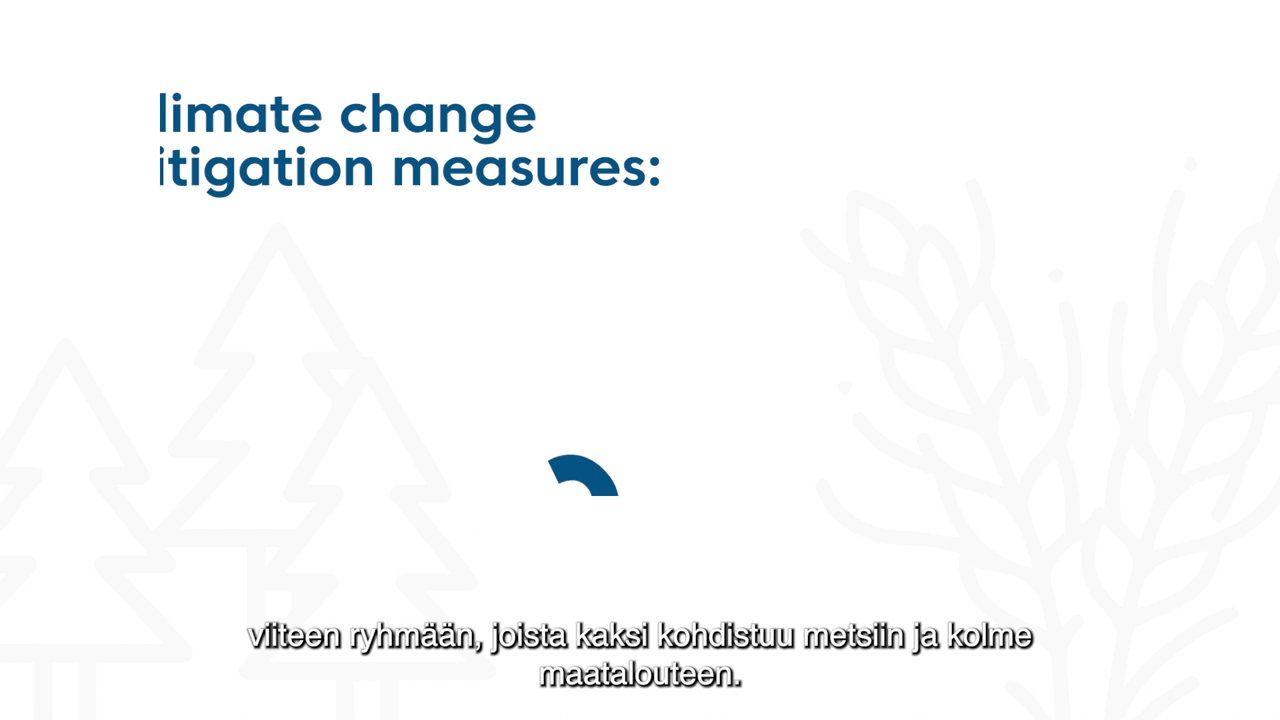 limate change
itigation measures:
viiteen ryhmään, joista kaksi kohdistuu metsiin ja kolme
maatalouteen.